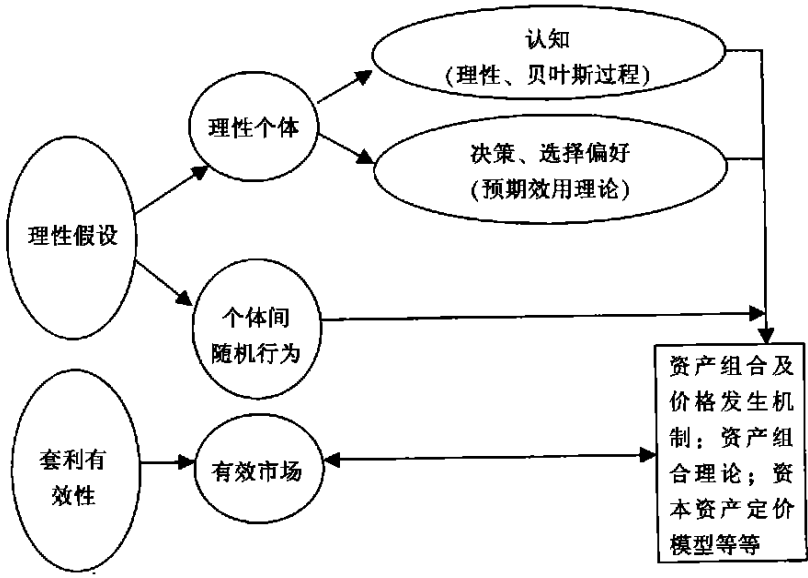 认知
(理性、贝叶斯过程)
理性个体
决策、选择偏好
(预期效用理论)
理性假设
个体间
随机行为
资产组合及
价格发生机
制；资产组
合理论；资
本资产定价
模型等等
套利有
效性
有效市场